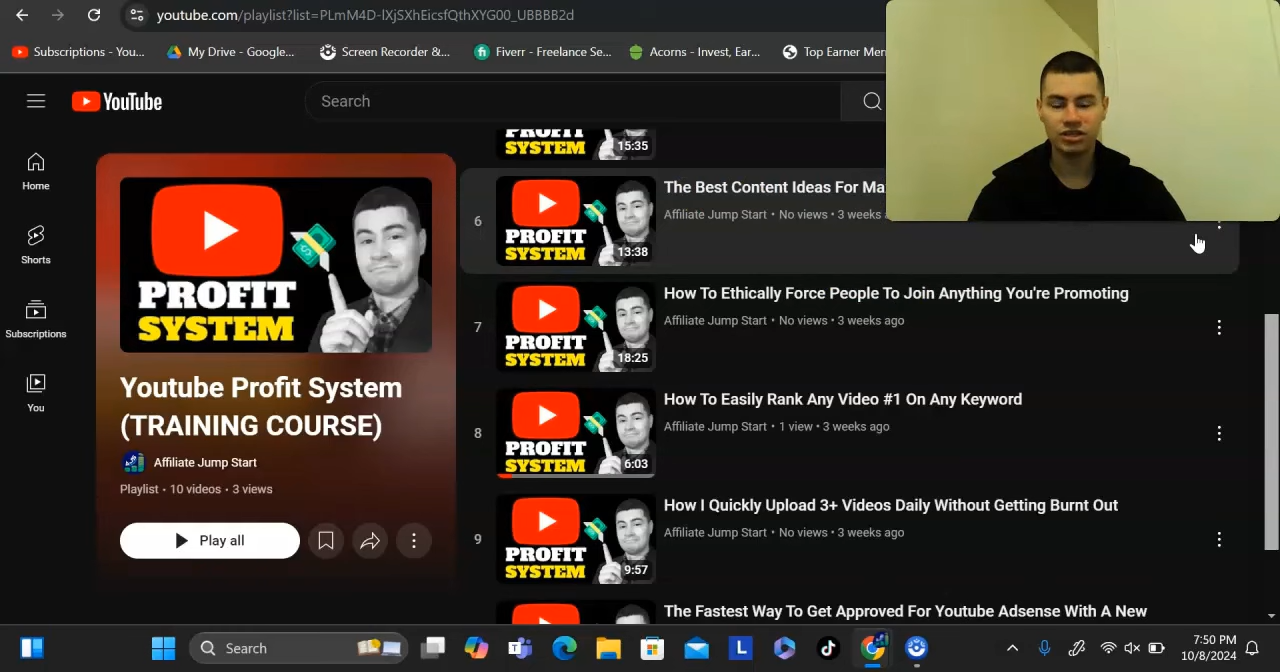 youtube.com/playlist?list=PLmM4D-lXjSXhEicsfQthXYG00_UBBBB2d
Subscriptions - You...
My Drive - Google...
Screen Recorder &...
Fiverr - Freelance Se...
Acorns - Invest, Ear...
Top Earner Men
YouTube
Search
Home
Shorts
Subscriptions
You
PROFIT
SYSTEM
Youtube Profit System
(TRAINING COURSE)
Affiliate Jump Start
Playlist • 10 videos • 3 views
Play all
PROFIT
SYSTEM
15:35
6
PROFIT
SYSTEM
13:38
The Best Content Ideas For Ma
Affiliate Jump Start • No views • 3 weeks a
7
PROFIT
SYSTEM
18:25
How To Ethically Force People To Join Anything You're Promoting
Affiliate Jump Start • No views • 3 weeks ago
8
PROFIT
SYSTEM
6:03
How To Easily Rank Any Video #1 On Any Keyword
Affiliate Jump Start • 1 view • 3 weeks ago
9
PROFIT
SYSTEM
9:57
How I Quickly Upload 3+ Videos Daily Without Getting Burnt Out
Affiliate Jump Start • No views • 3 weeks ago
The Fastest Way To Get Approved For Youtube Adsense With A New
Search
L
7:50 PM
10/8/2024